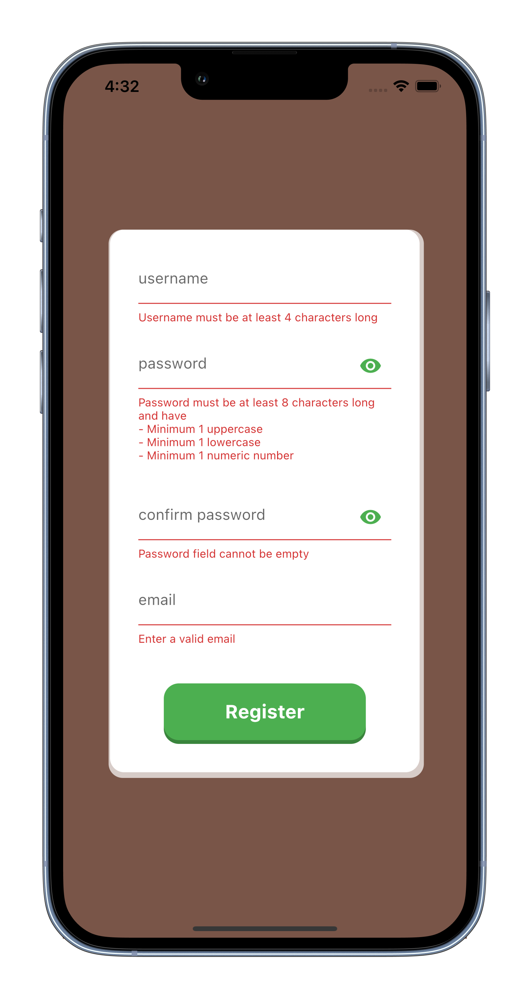 4:32
username
Username must be at least 4 characters long
password
Password must be at least 8 characters long
and have
- Minimum 1 uppercase
- Minimum 1 lowercase
- Minimum 1 numeric number
confirm password
Password field cannot be empty
email
Enter a valid email
Register